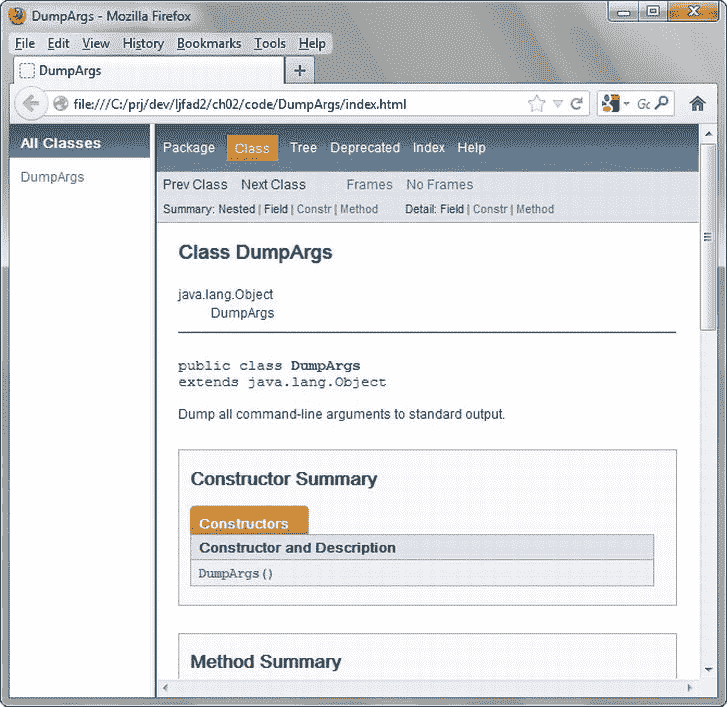 DumpArgs - Mozilla Firefox
File Edit View History Bookmarks Tools Help
DumpArgs +
file:///C:/prj/dev/ljfad2/ch02/code/DumpArgs/index.html
All Classes
DumpArgs
Package Class Tree Deprecated Index Help
Prev Class Next Class Frames No Frames
Summary: Nested | Field | Constr | Method Detail: Field | Constr | Method
Class DumpArgs
java.lang.Object
DumpArgs
public class DumpArgs
extends java.lang.Object
Dump all command-line arguments to standard output.
Constructor Summary
Constructors
Constructor and Description
DumpArgs()
Method Summary